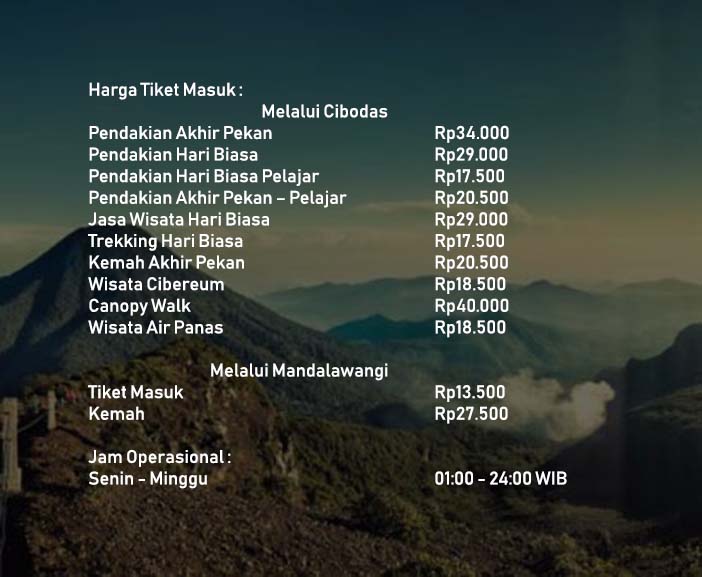 Harga Tiket Masuk :
Melalui Cibodas
Pendakian Akhir Pekan Rp34.000
Pendakian Hari Biasa Rp29.000
Pendakian Hari Biasa Pelajar Rp17.500
Pendakian Akhir Pekan – Pelajar Rp20.500
Jasa Wisata Hari Biasa Rp29.000
Trekking Hari Biasa Rp17.500
Kemah Akhir Pekan Rp20.500
Wisata Cibereum Rp18.500
Canopy Walk Rp40.000
Wisata Air Panas Rp18.500
Melalui Mandalawangi
Tiket Masuk Rp13.500
Kemah Rp27.500
Jam Operasional :
Senin - Minggu 01:00 - 24:00 WIB